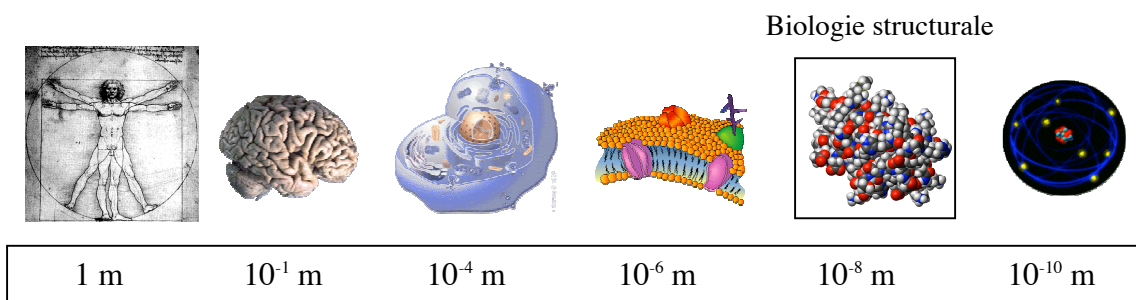 Biologie structurale
1 m 10⁻¹ m 10⁻⁴ m 10⁻⁶ m 10⁻⁸ m 10⁻¹⁰ m